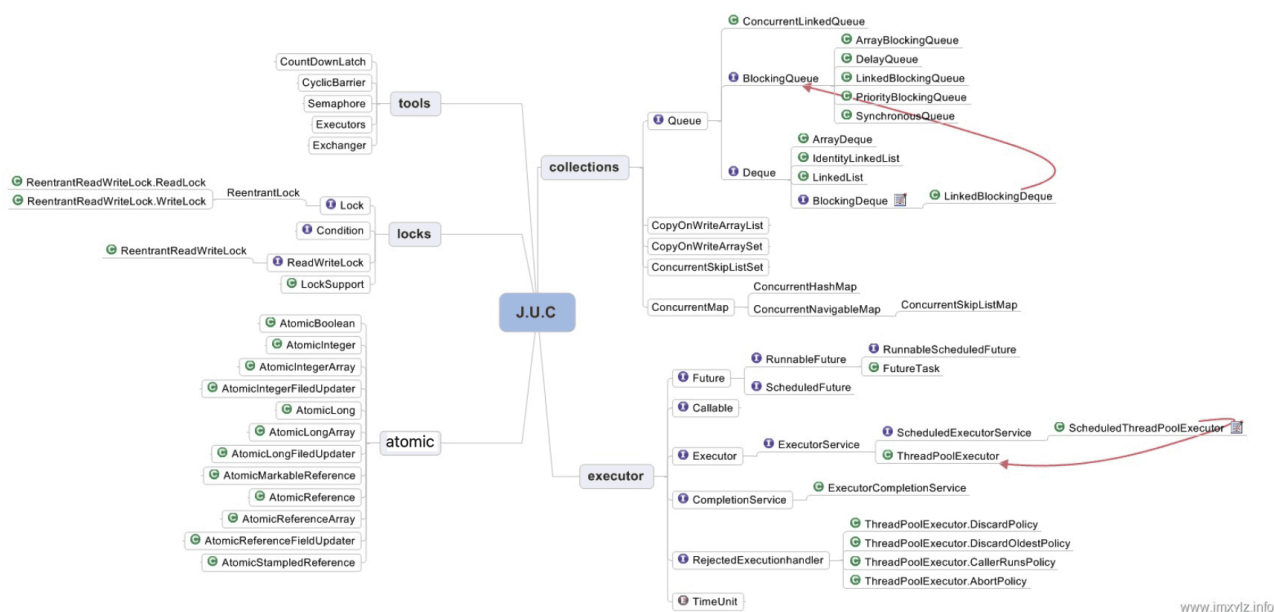 J.U.C
tools
CountDownLatch
CyclicBarrier
Semaphore
Executors
Exchanger
locks
Lock
ReentrantLock
ReentrantReadWriteLock.ReadLock
ReentrantReadWriteLock.WriteLock
Condition
ReadWriteLock
ReentrantReadWriteLock
LockSupport
atomic
AtomicBoolean
AtomicInteger
AtomicIntegerArray
AtomicIntegerFiledUpdater
AtomicLong
AtomicLongArray
AtomicLongFiledUpdater
AtomicMarkableReference
AtomicReference
AtomicReferenceArray
AtomicReferenceFieldUpdater
AtomicStampedReference
collections
Queue
ConcurrentLinkedQueue
BlockingQueue
ArrayBlockingQueue
DelayQueue
LinkedBlockingQueue
PriorityBlockingQueue
SynchronousQueue
Deque
ArrayDeque
IdentityLinkedList
LinkedList
BlockingDeque
LinkedBlockingDeque
CopyOnWriteArrayList
CopyOnWriteArraySet
ConcurrentSkipListSet
ConcurrentMap
ConcurrentHashMap
ConcurrentNavigableMap
ConcurrentSkipListMap
executor
Future
RunnableFuture
RunnableScheduledFuture
FutureTask
ScheduledFuture
Callable
Executor
ExecutorService
ScheduledExecutorService
ScheduledThreadPoolExecutor
ThreadPoolExecutor
CompletionService
ExecutorCompletionService
RejectedExecutionhandler
ThreadPoolExecutor.DiscardPolicy
ThreadPoolExecutor.DiscardOldestPolicy
ThreadPoolExecutor.CallerRunsPolicy
ThreadPoolExecutor.AbortPolicy
TimeUnit
www.imxylz.info